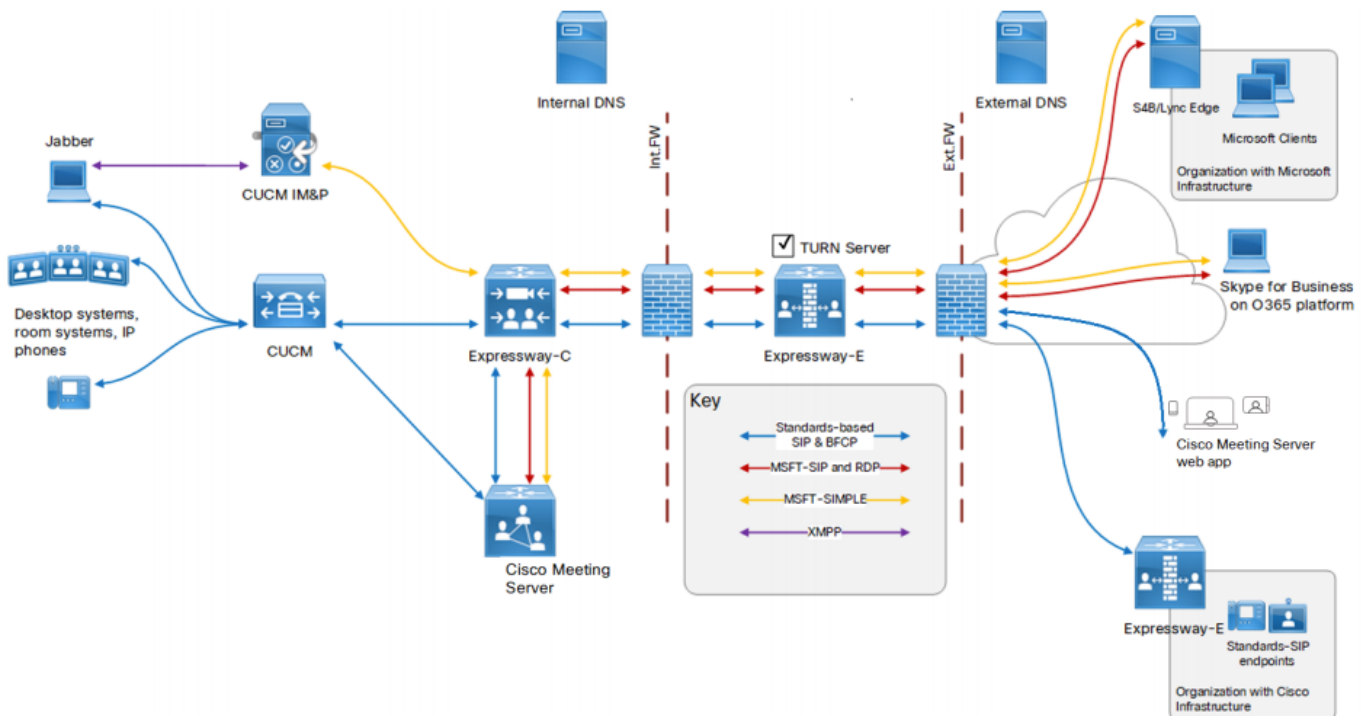 Internal DNS
External DNS
S4B/Lync Edge
Microsoft Clients
Organization with Microsoft
Infrastructure
Jabber
CUCM IM&P
Int.FW
Ext.FW
TURN Server
Skype for Business
on O365 platform
Desktop systems,
room systems, IP
phones
CUCM
Expressway-C
Expressway-E
Key
Standards-based
SIP & BFCP
MSFT-SIP and RDP
MSFT-SIMPLE
XMPP
Cisco Meeting Server
web app
Cisco Meeting
Server
Expressway-E
Standards-SIP
endpoints
Organization with Cisco
Infrastructure